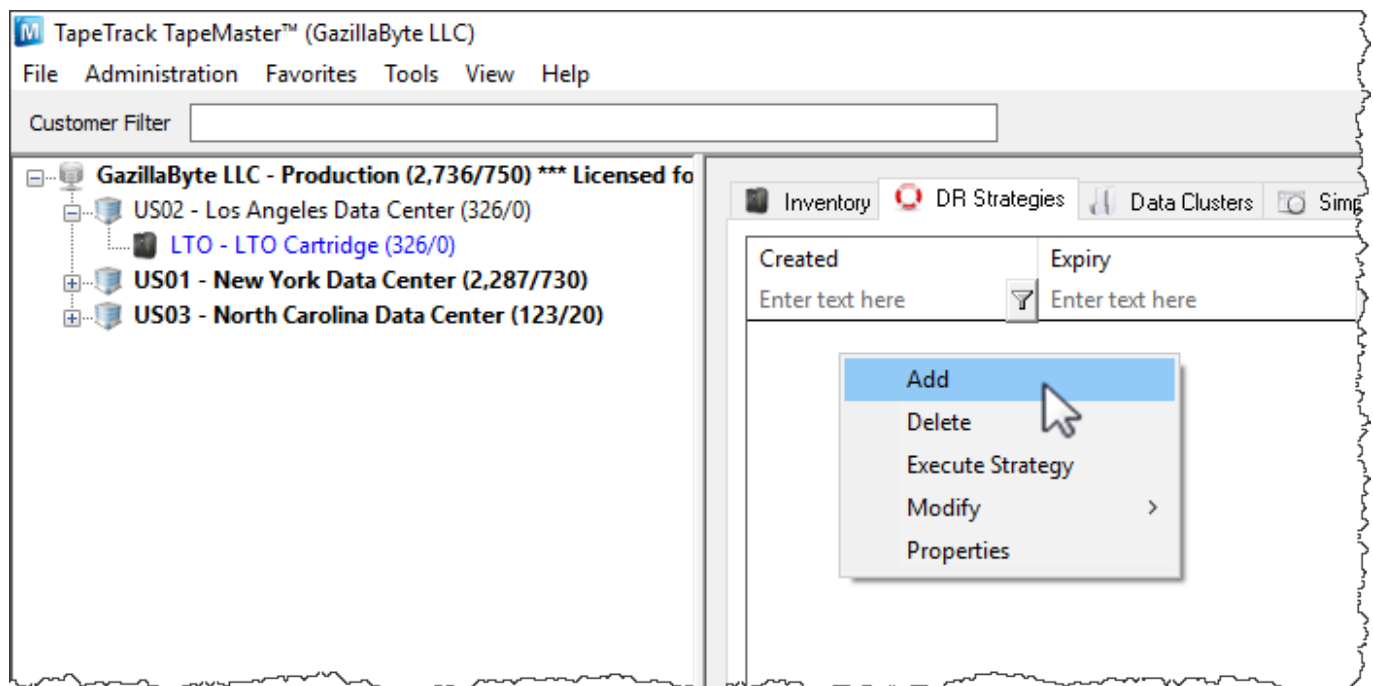 TapeTrack TapeMaster™ (GazillaByte LLC)
File Administration Favorites Tools View Help
Customer Filter
GazillaByte LLC - Production (2,736/750) *** Licensed fo
US02 - Los Angeles Data Center (326/0)
LTO - LTO Cartridge (326/0)
US01 - New York Data Center (2,287/730)
US03 - North Carolina Data Center (123/20)
Inventory DR Strategies Data Clusters Simp
Created Expiry
Enter text here Enter text here
Add
Delete
Execute Strategy
Modify >
Properties